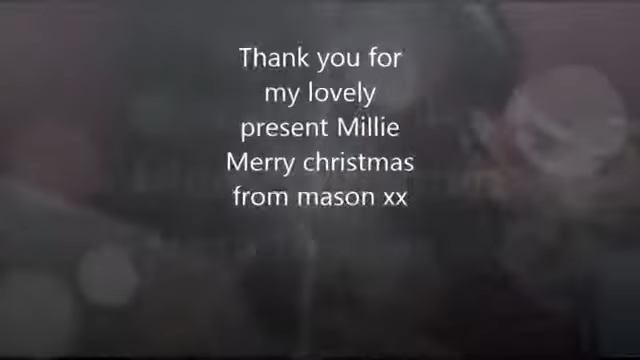 Thank you for
my lovely
present Millie
Merry christmas
from mason xx